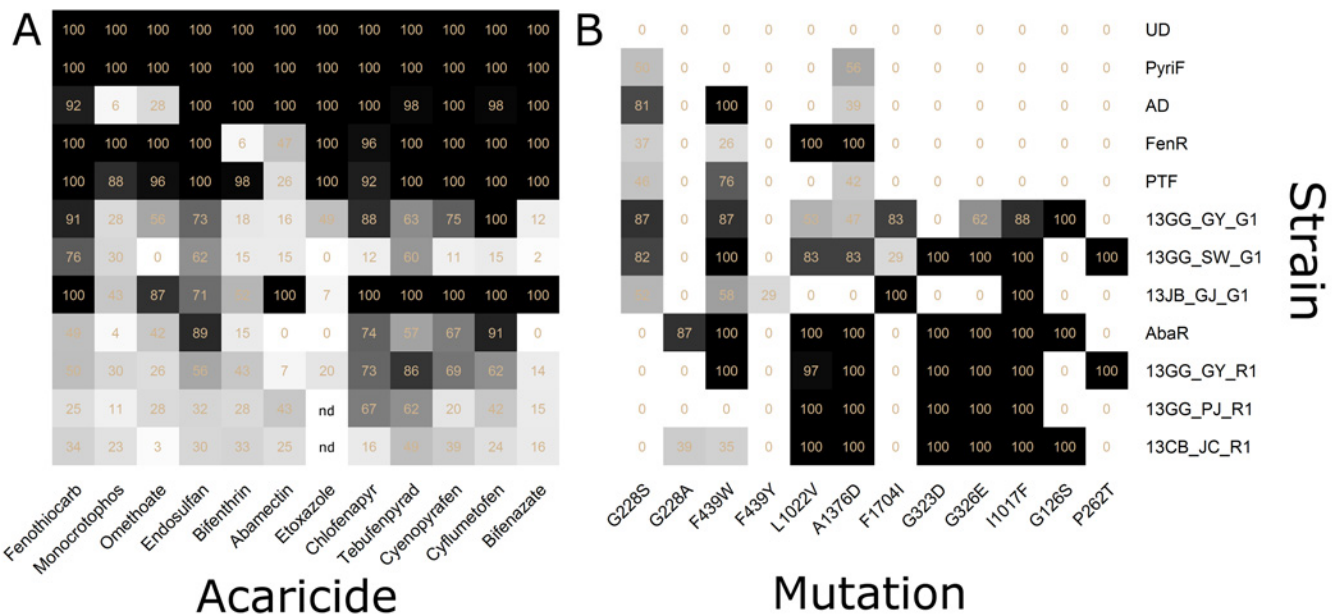 A 100 100 100 100 100 100 100 100 100 100 100 100 B 0 0 0 0 0 0 0 0 0 0 0 0 UD
100 100 100 100 100 100 100 100 100 100 100 100 0 0 0 56 0 0 0 0 0 0 PyriF
92 6 28 100 100 100 100 100 98 100 98 100 81 0 100 0 0 39 0 0 0 0 0 0 AD
100 100 100 100 6 47 100 96 100 100 100 100 37 0 26 0 100 100 0 0 0 0 0 0 FenR
100 88 96 100 98 26 100 92 100 100 100 100 46 0 76 0 0 42 0 0 0 0 0 0 PTF
91 28 56 73 18 16 88 63 75 100 12 87 0 87 0 47 83 0 62 88 100 0 13GG_GY_G1
76 30 0 62 15 15 0 12 60 11 15 2 82 0 100 0 83 83 29 100 100 100 0 100 13GG_SW_G1
100 43 87 71 100 7 100 100 100 100 100 0 58 29 0 0 100 0 0 100 0 0 13JB_GJ_G1
4 42 89 15 0 0 74 57 67 91 0 0 87 100 0 100 100 0 100 100 100 100 0 AbaR
30 26 56 43 7 20 73 86 69 62 14 0 0 100 0 97 100 0 100 100 100 0 100 13GG_GY_R1
25 11 28 32 28 43 nd 67 62 20 42 15 0 0 0 0 100 100 0 100 100 100 0 0 13GG_PJ_R1
34 23 3 30 33 25 nd 16 39 24 16 0 39 35 0 100 100 0 100 100 100 100 0 13CB_JC_R1
Strain
Fenthiocarb Monocrotophos Omethoate Endosulfan Bifenthrin Abamectin Etoxazole Chlofenapyr Tebufenpyrad Cyenopyrafen Cyflumetofen Bifenazate
G228S G228A F439W F439Y L1022V A1376D F1704I G323D G326E I1017F G126S P262T
Acaricide
Mutation